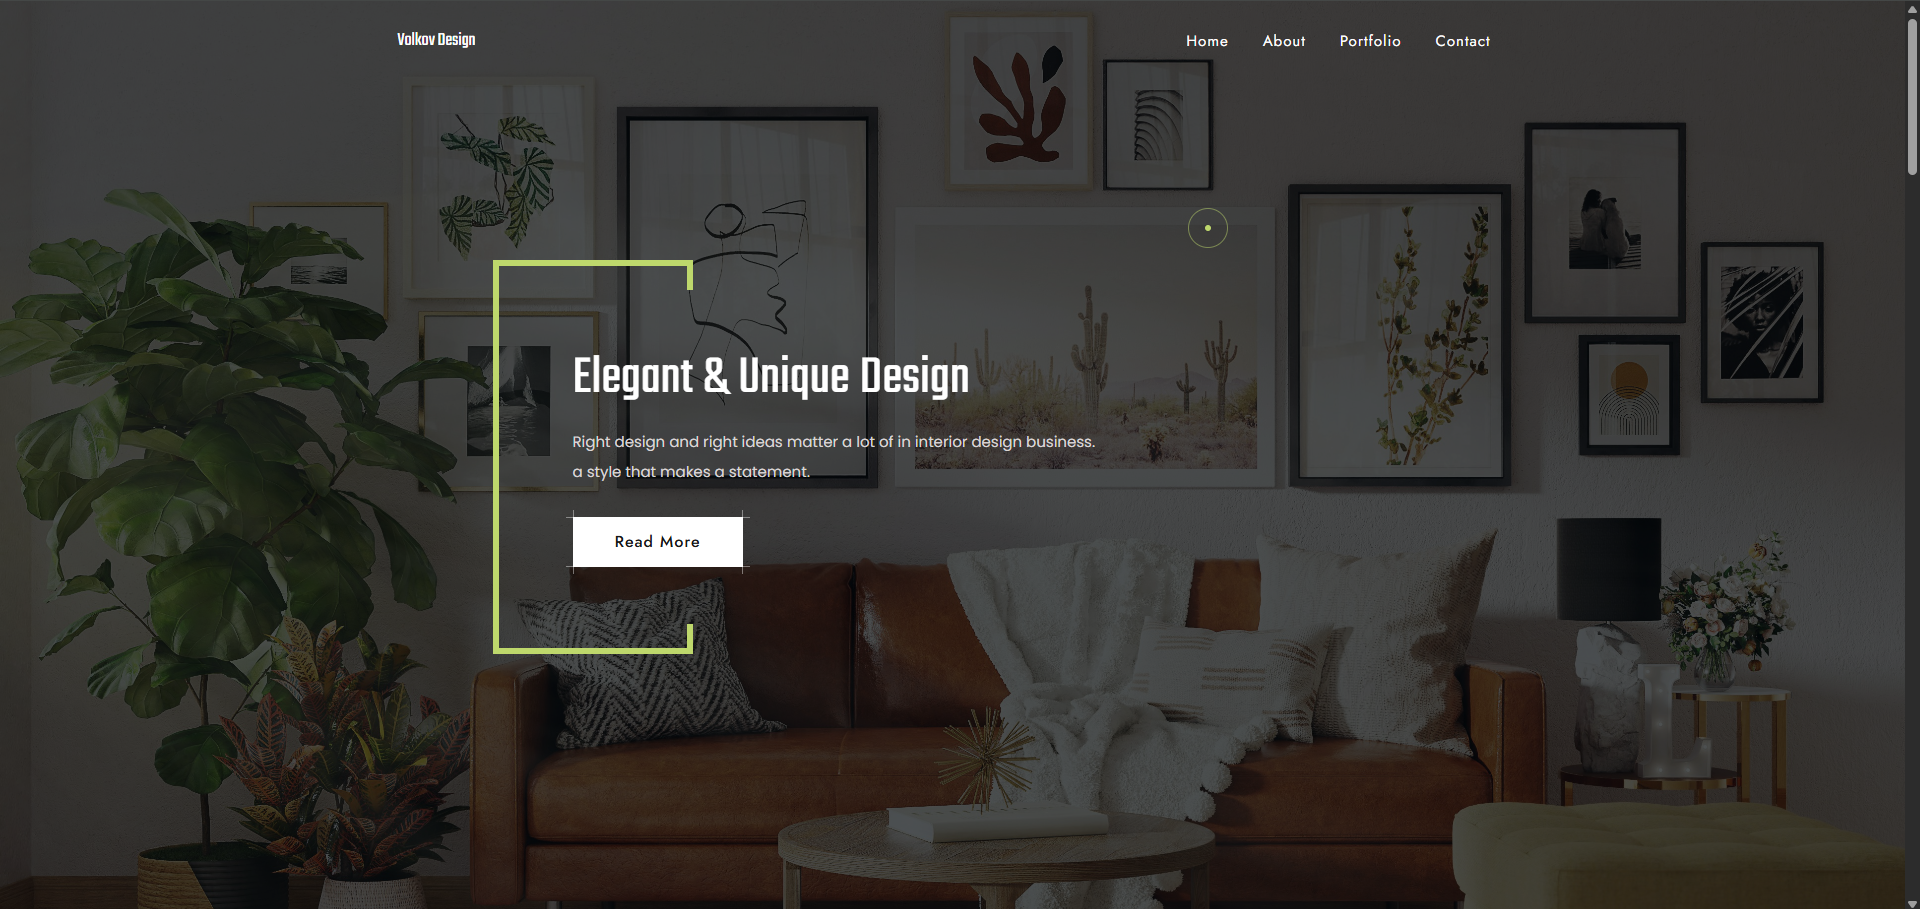 Volkov Design
Home About Portfolio Contact
Elegant & Unique Design
Right design and right ideas matter a lot of in interior design business.
a style that makes a statement.
Read More